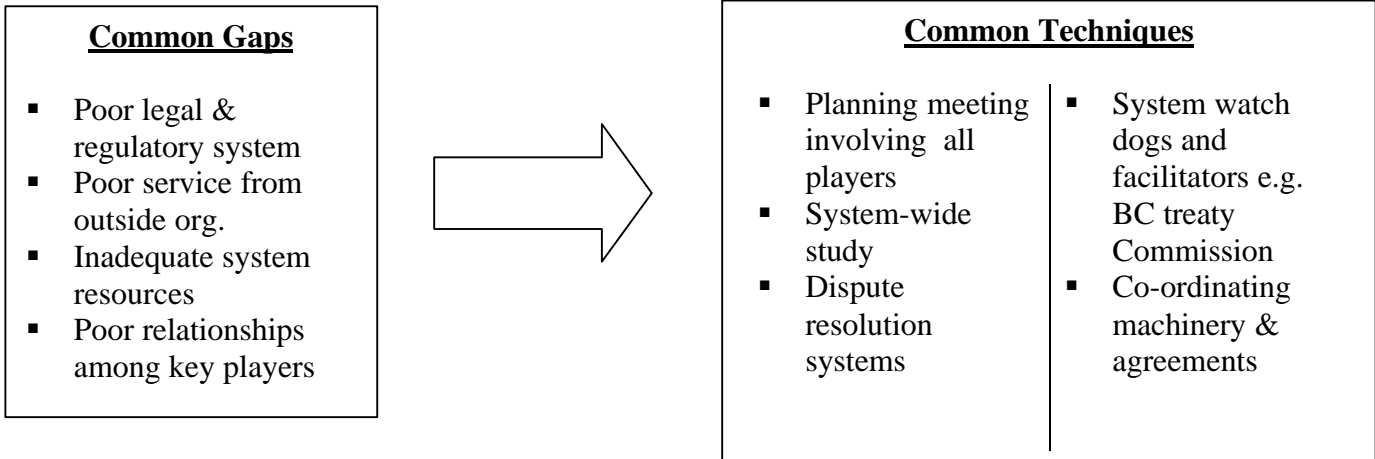 Common Gaps
▪ Poor legal &
regulatory system
▪ Poor service from
outside org.
▪ Inadequate system
resources
▪ Poor relationships
among key players
Common Techniques
▪ Planning meeting
involving all
players
▪ System-wide
study
▪ Dispute
resolution
systems
▪ System watch
dogs and
facilitators e.g.
BC treaty
Commission
▪ Co-ordinating
machinery &
agreements